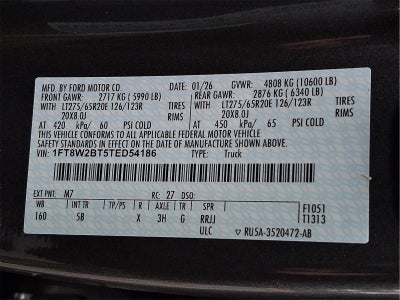 MFD. BY FORD MOTOR CO. 01/26 GVWR: 4808 KG (10600 LB)
FRONT GAWR: 2717 KG ( 5990 LB) REAR GAWR: 2876 KG ( 6340 LB)
WITH LT275/65R20E 126/123R TIRES WITH LT275/65R20E 126/123R TIRES
20X8.0J RIMS 20X8.0J RIMS
AT 420 kPa/ 60 PSI COLD AT 450 kPa/ 65 PSI COLD
THIS VEHICLE CONFORMS TO ALL APPLICABLE FEDERAL MOTOR VEHICLE
SAFETY STANDARDS IN EFFECT ON THE DATE OF MANUFACTURE SHOWN ABOVE.
VIN: 1FT8W2BT5TED54186 TYPE: Truck
EXT PNT: M7 RC: 27 DSO:
WB INT TR TP/PS R AXLE TR SPR F1051
160 5B X 3H G RRJJ T1313
ULC RU5A-3520472-AB